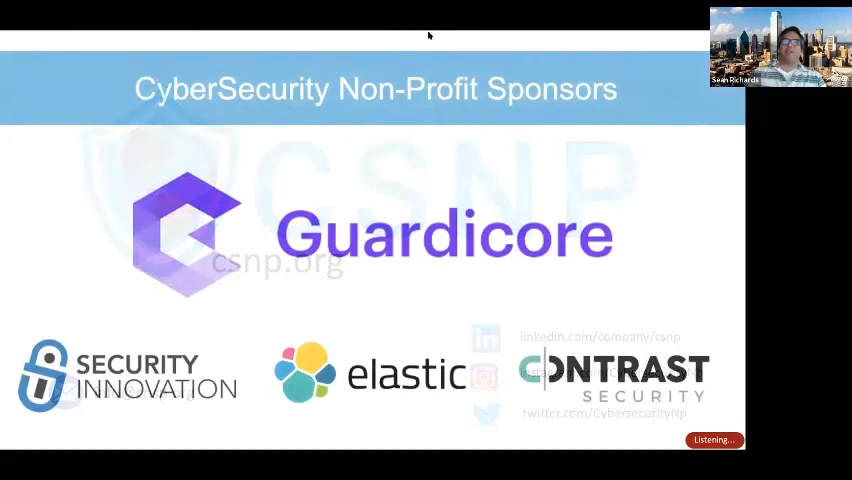 CyberSecurity Non-Profit Sponsors
Sean Richards
CSNP
Guardicore
csnp.org
linkedin.com/company/csnp
SECURITY
INNOVATION
elastic
CONTRAST
SECURITY
twitter.com/CybersecurityNp
Listening...